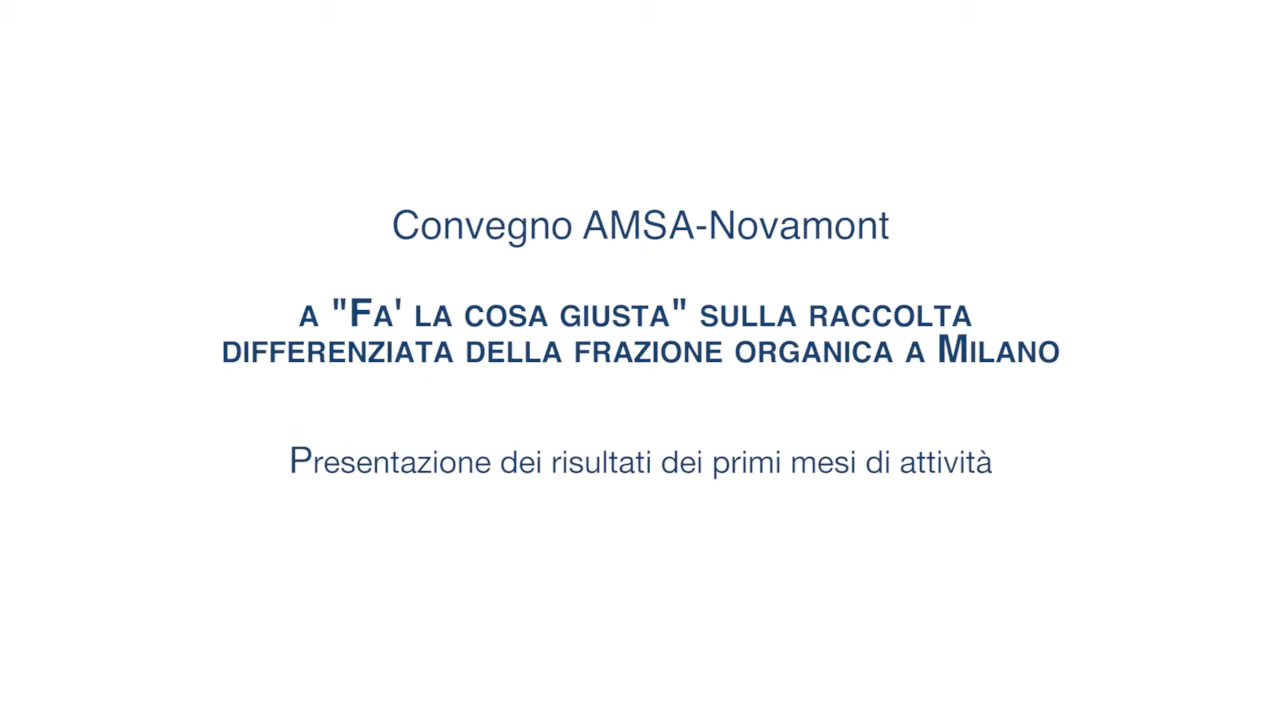 Convegno AMSA-Novamont
A "FA' LA COSA GIUSTA" SULLA RACCOLTA
DIFFERENZIATA DELLA FRAZIONE ORGANICA A MILANO
Presentazione dei risultati dei primi mesi di attività